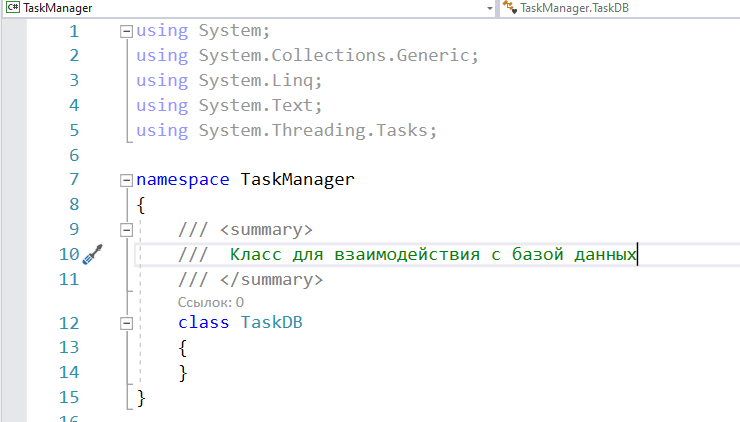 C# TaskManager
TaskManager.TaskDB
1 using System;
2 using System.Collections.Generic;
3 using System.Linq;
4 using System.Text;
5 using System.Threading.Tasks;
6
7 namespace TaskManager
8 {
9 /// <summary>
10 ///  Класс для взаимодействия с базой данных
11 /// </summary>
Ссылок: 0
12 class TaskDB
13 {
14 }
15 }
16